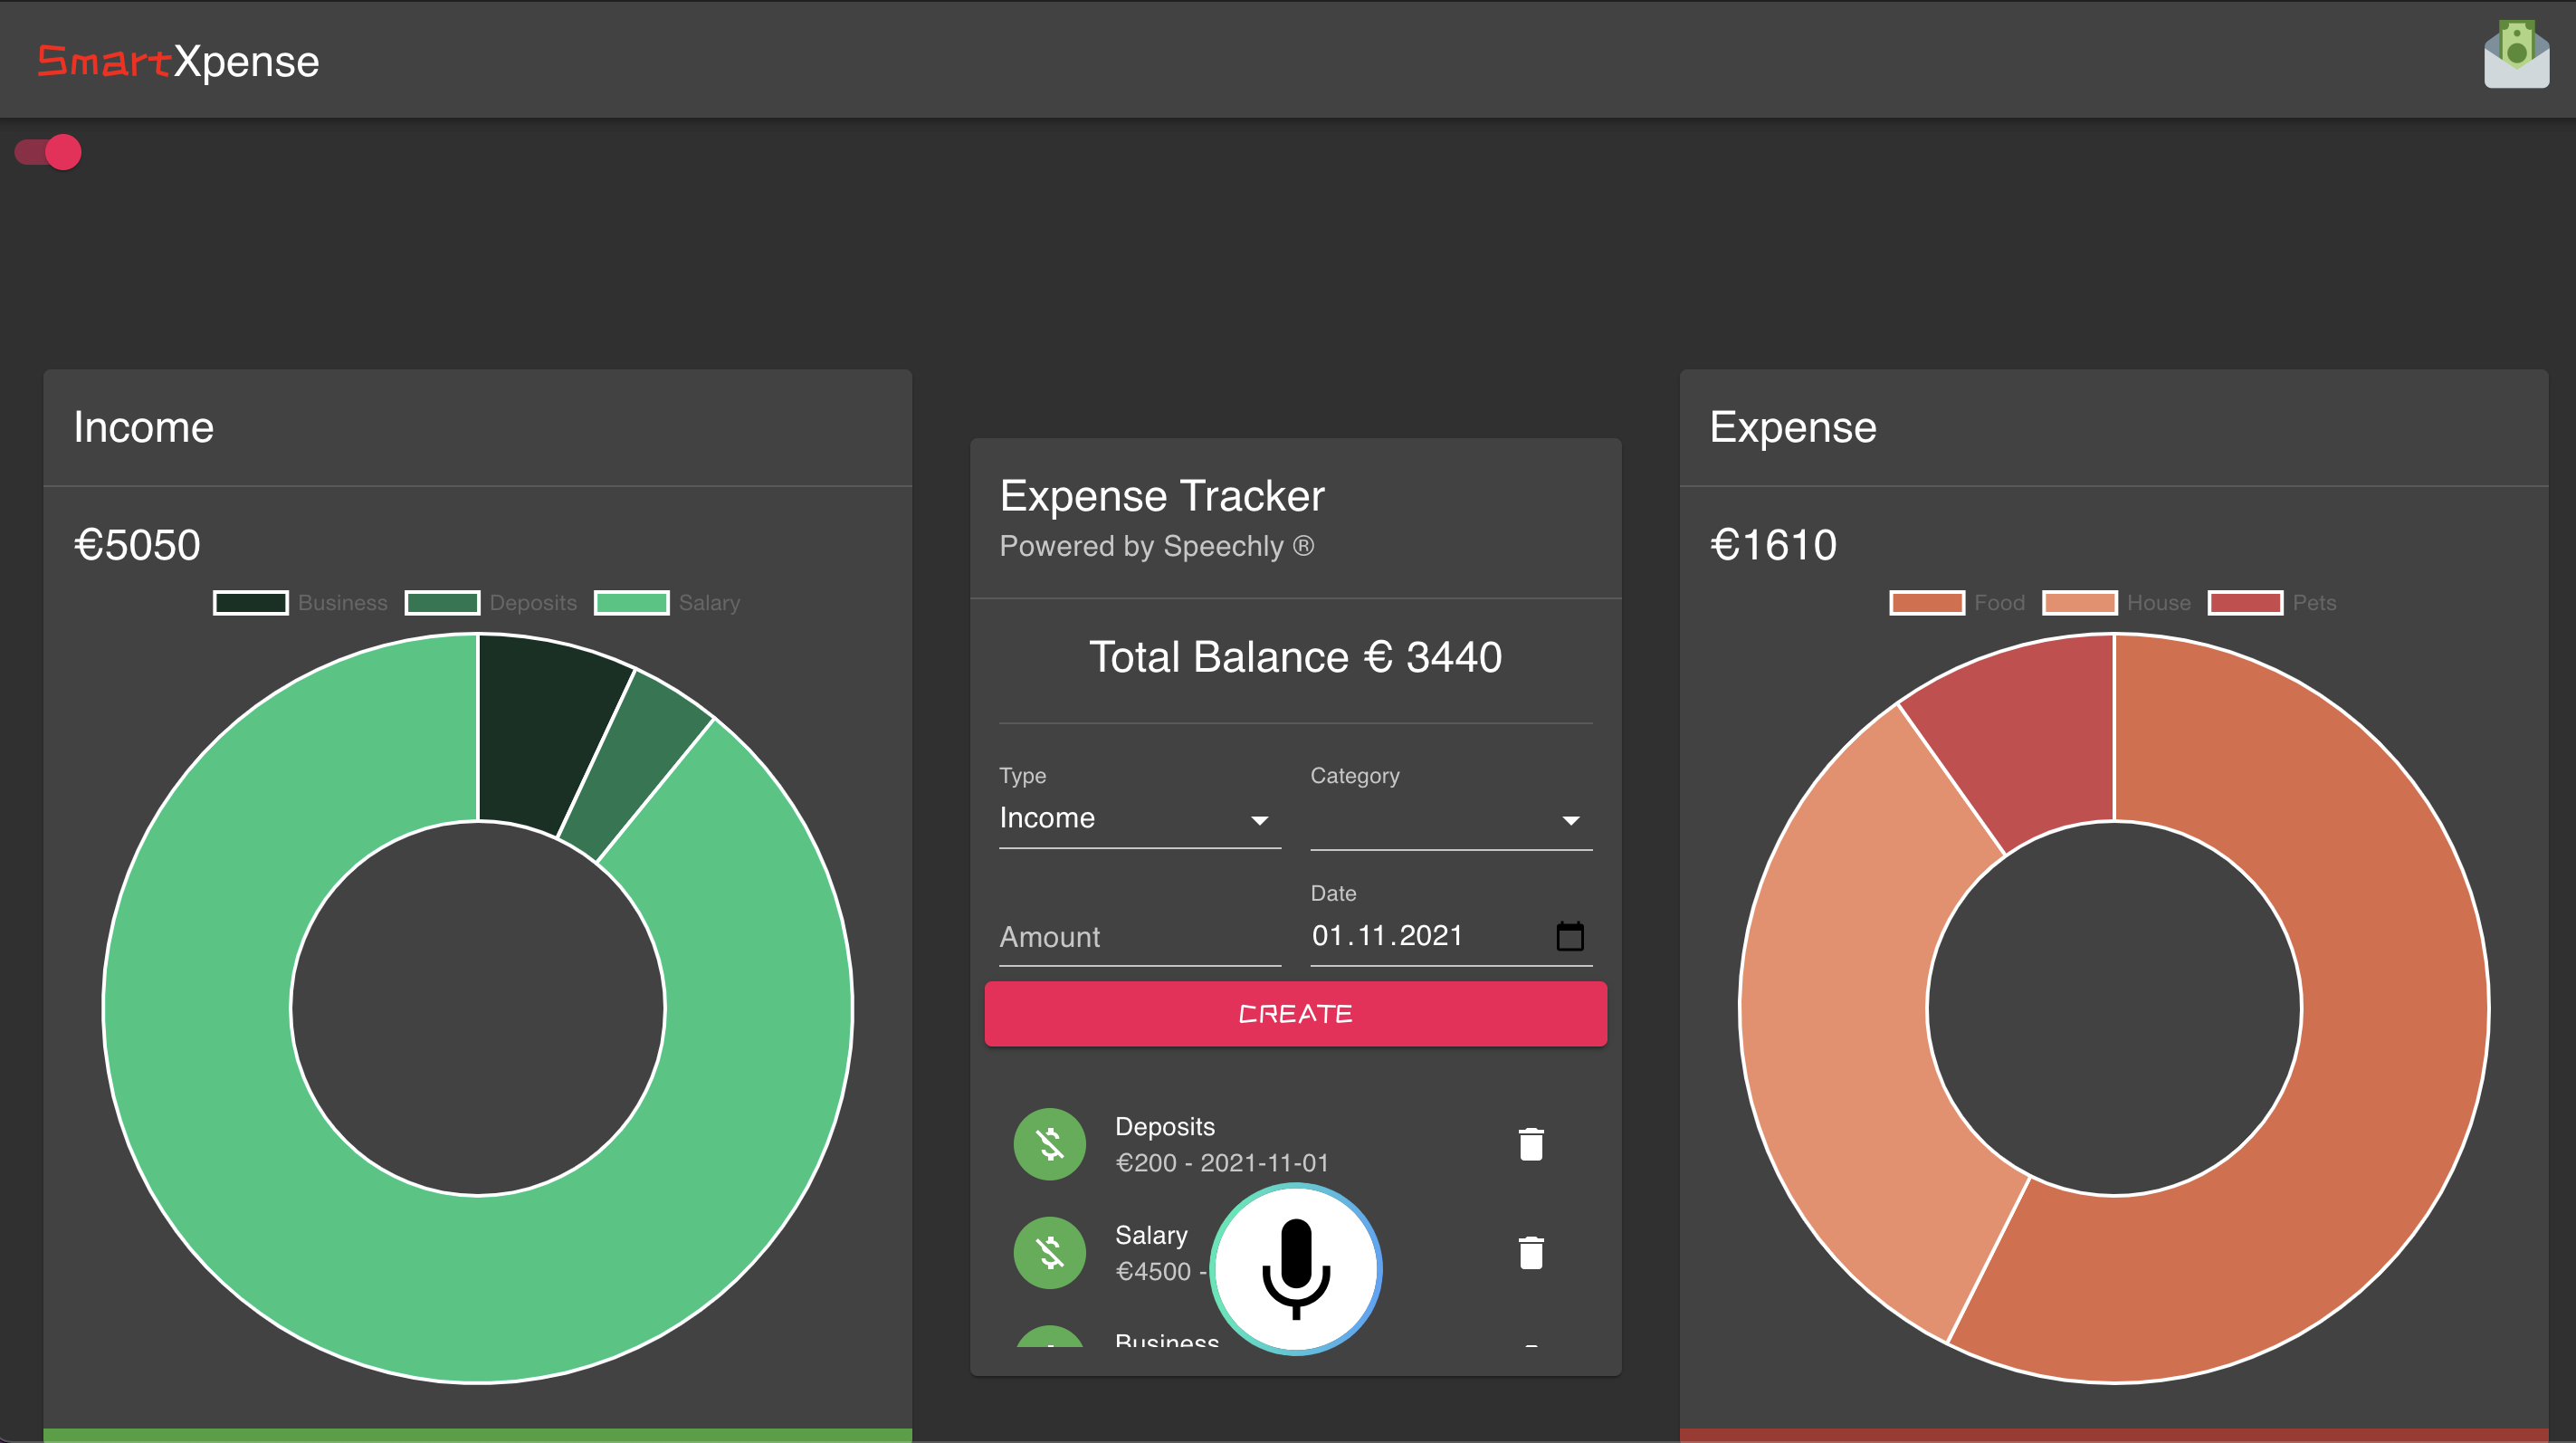 SmartXpense
Income
€5050
Business Deposits Salary
Expense Tracker
Powered by Speechly ®
Total Balance € 3440
Type
Category
Income
Date
Amount
01.11.2021
CREATE
Deposits
€200 - 2021-11-01
Salary
€4500 -
Business
Expense
€1610
Food House Pets